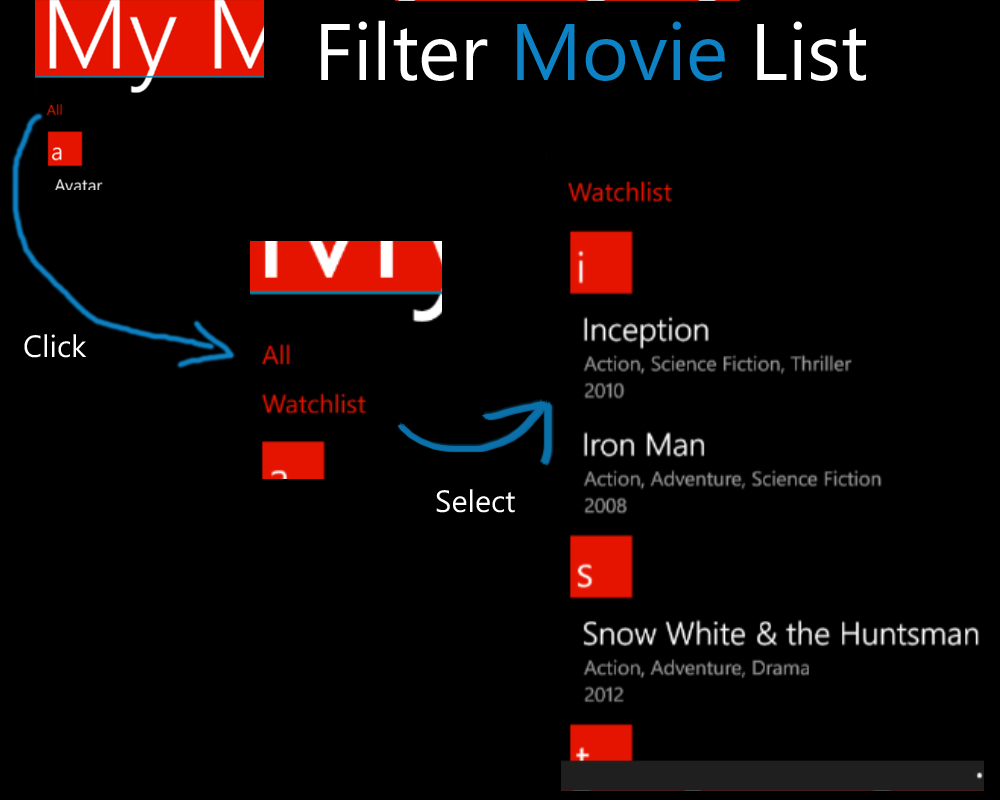 My M
Filter Movie List
All
a
Avatar
Click
My
All
Watchlist
a
Select
Watchlist
i
Inception
Action, Science Fiction, Thriller
2010
Iron Man
Action, Adventure, Science Fiction
2008
s
Snow White & the Huntsman
Action, Adventure, Drama
2012
t